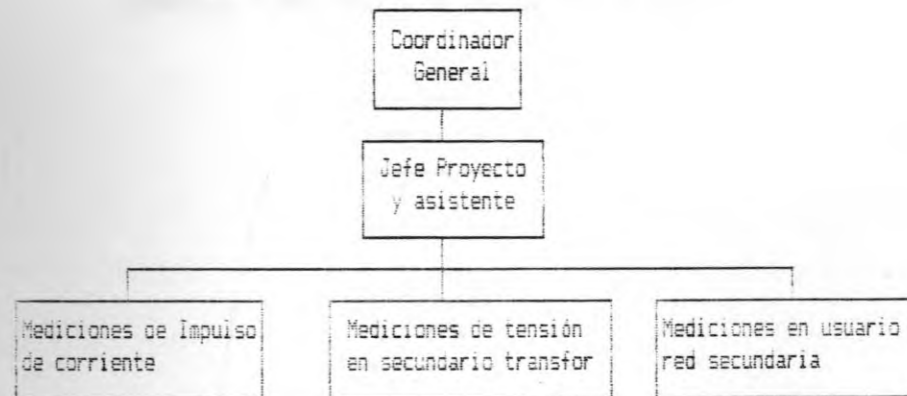 Coordinador
General
Jefe Proyecto
y asistente
Mediciones de Impulso
de corriente
Mediciones de tensión
en secundario transfor
Mediciones en usuario
red secundaria